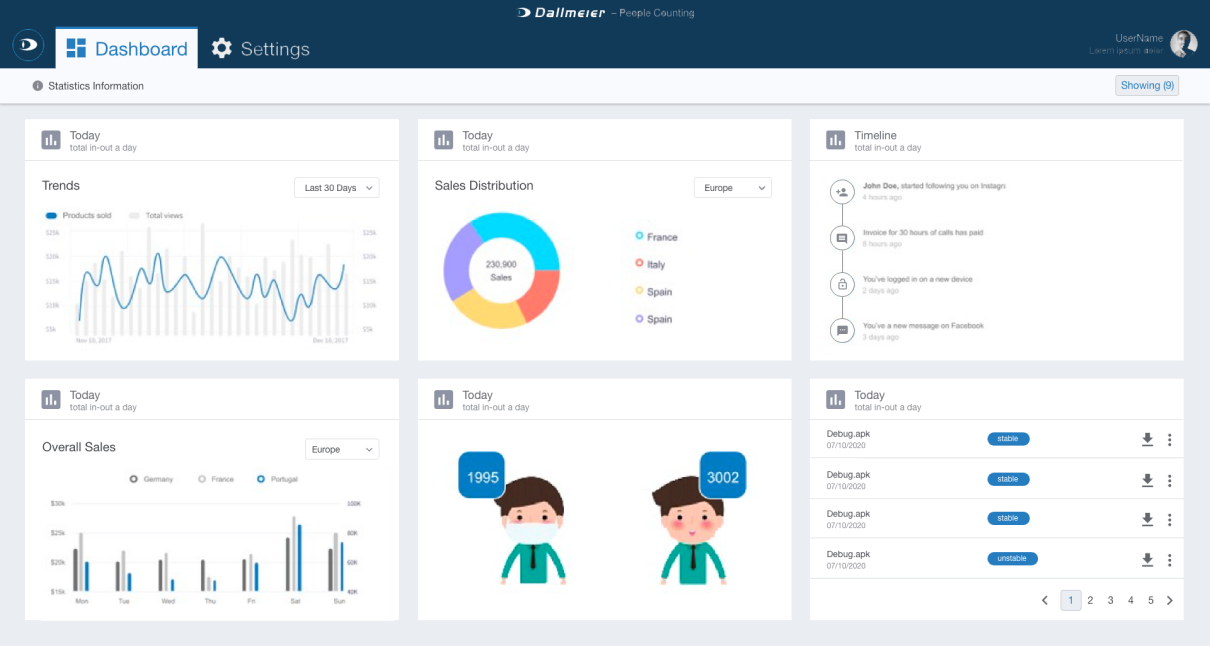 Dallmeier – People Counting
Dashboard
Settings
UserName
Lorem ipsum dolor
Statistics Information
Showing (9)
Today
total in-out a day
Trends
Last 30 Days
Products sold
Total views
$25k
$20k
$15k
$10k
$5k
$25k
$20k
$15k
$10k
$5k
Nov 10, 2017
Dec 10, 2017
Today
total in-out a day
Sales Distribution
Europe
230,900
Sales
France
Italy
Spain
Spain
Timeline
total in-out a day
John Doe, started following you on Instagr
4 hours ago
Invoice for 30 hours of calls has paid
6 hours ago
You've logged in on a new device
2 days ago
You've a new message on Facebook
3 days ago
Today
total in-out a day
Overall Sales
Europe
Germany
France
Portugal
$30k
$25k
$20k
$15k
100K
80K
60K
40K
Mon
Tue
Wed
Thu
Fri
Sat
Sun
Today
total in-out a day
1995
3002
Today
total in-out a day
Debug.apk
07/10/2020
stable
Debug.apk
07/10/2020
stable
Debug.apk
07/10/2020
stable
Debug.apk
07/10/2020
unstable
1 2 3 4 5